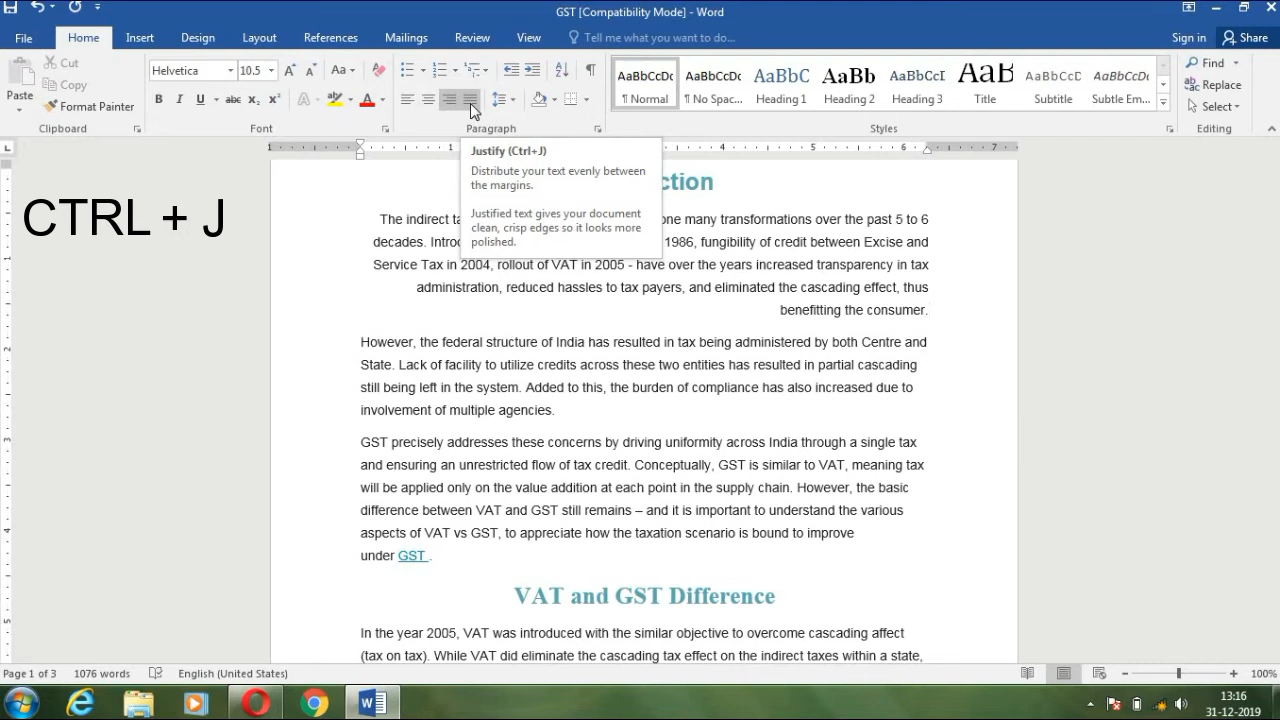 GST [Compatibility Mode] - Word
File Home Insert Design Layout References Mailings Review View Tell me what you want to do... Sign in Share
Cut
Copy
Format Painter
Paste
Clipboard
Helvetica 10.5 Aa
B I U abc X₂ X² A ab A
Font
Paragraph
AaBbCcDc AaBbCcDc AaBbC AaBb AaBbCcI AaB AaBbCcDc AaBbCcDc
¶ Normal ¶ No Spac... Heading 1 Heading 2 Heading 3 Title Subtitle Subtle Em...
Styles
Find
Replace
Select
Editing
1 1 4 5 6 7
Justify (Ctrl+J)
Distribute your text evenly between
the margins.
Justified text gives your document
clean, crisp edges so it looks more
polished.
CTRL + J
ction
The indirect ta one many transformations over the past 5 to 6
decades. Introd 1986, fungibility of credit between Excise and
Service Tax in 2004, rollout of VAT in 2005 - have over the years increased transparency in tax
administration, reduced hassles to tax payers, and eliminated the cascading effect, thus
benefitting the consumer.
However, the federal structure of India has resulted in tax being administered by both Centre and
State. Lack of facility to utilize credits across these two entities has resulted in partial cascading
still being left in the system. Added to this, the burden of compliance has also increased due to
involvement of multiple agencies.
GST precisely addresses these concerns by driving uniformity across India through a single tax
and ensuring an unrestricted flow of tax credit. Conceptually, GST is similar to VAT, meaning tax
will be applied only on the value addition at each point in the supply chain. However, the basic
difference between VAT and GST still remains – and it is important to understand the various
aspects of VAT vs GST, to appreciate how the taxation scenario is bound to improve
under GST .
VAT and GST Difference
In the year 2005, VAT was introduced with the similar objective to overcome cascading affect
(tax on tax). While VAT did eliminate the cascading tax effect on the indirect taxes within a state,
Page 1 of 3 1076 words English (United States) 100%
13:16
31-12-2019